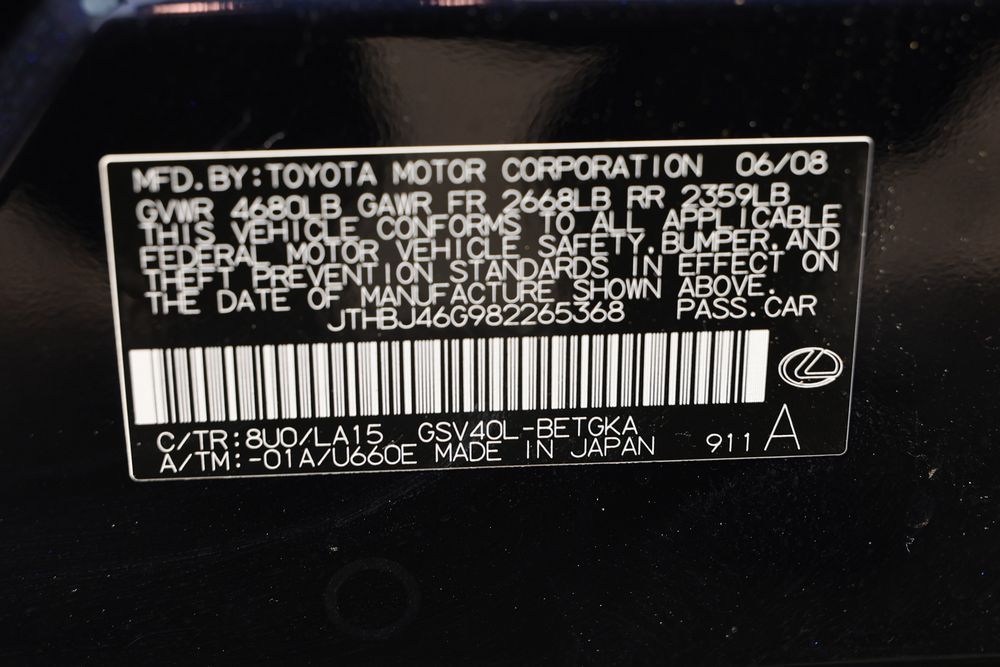 MFD.BY:TOYOTA MOTOR CORPORATION 06/08
GVWR 4680LB GAWR FR 2668LB RR 2359LB
THIS VEHICLE CONFORMS TO ALL APPLICABLE
FEDERAL MOTOR VEHICLE SAFETY,BUMPER,AND
THEFT PREVENTION STANDARDS IN EFFECT ON
THE DATE OF MANUFACTURE SHOWN ABOVE.
JTHBJ46G982265368 PASS.CAR
C/TR:8U0/LA15 GSV40L-BETGKA
A/TM:-01A/U660E MADE IN JAPAN 911 A